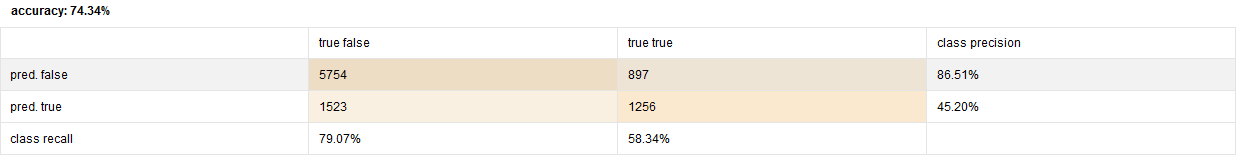 accuracy: 74.34%
true false true true class precision
pred. false 5754 897 86.51%
pred. true 1523 1256 45.20%
class recall 79.07% 58.34%